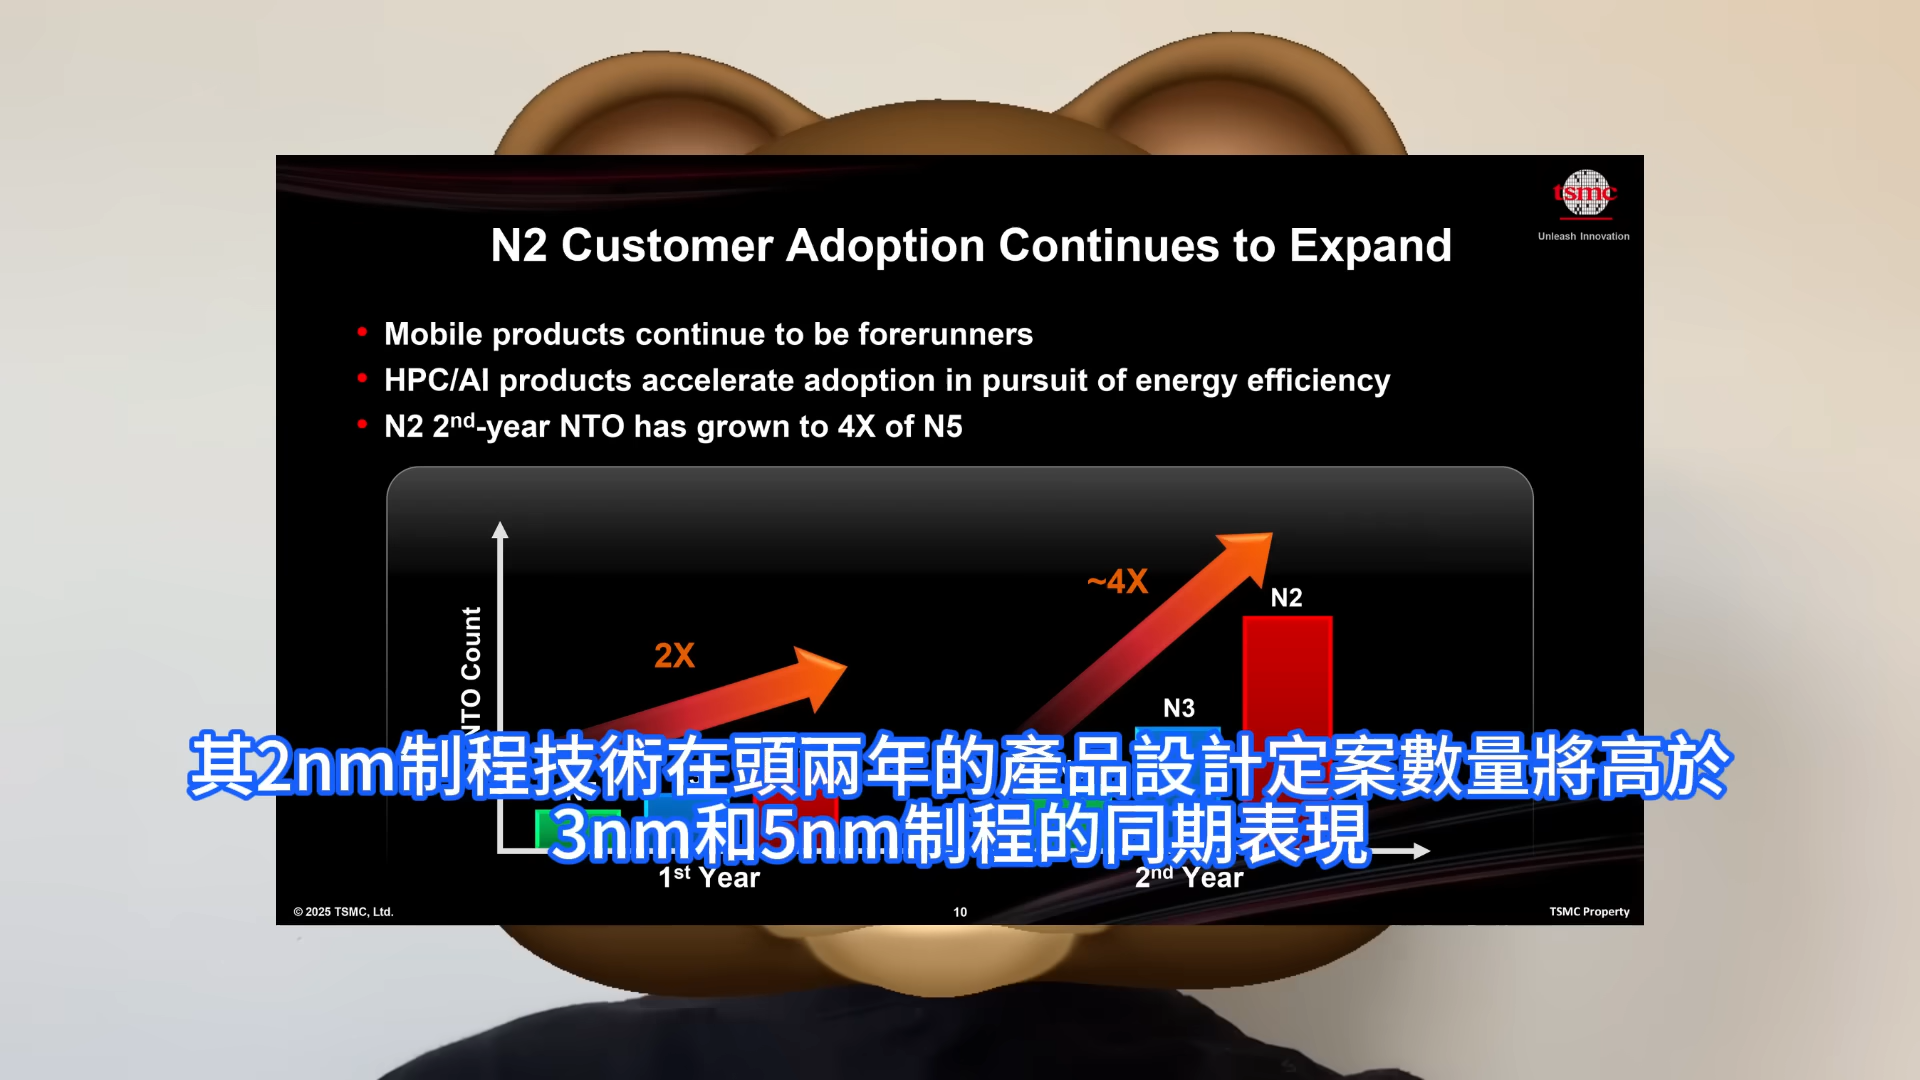 tsmc
Unleash Innovation
N2 Customer Adoption Continues to Expand
• Mobile products continue to be forerunners
• HPC/AI products accelerate adoption in pursuit of energy efficiency
• N2 2nd-year NTO has grown to 4X of N5
~4X
N2
2X
NTO Count
N3
其2nm制程技術在頭兩年的產品設計定案數量將高於
3nm和5nm制程的同期表現
1st Year
2nd Year
© 2025 TSMC, Ltd.
10
TSMC Property